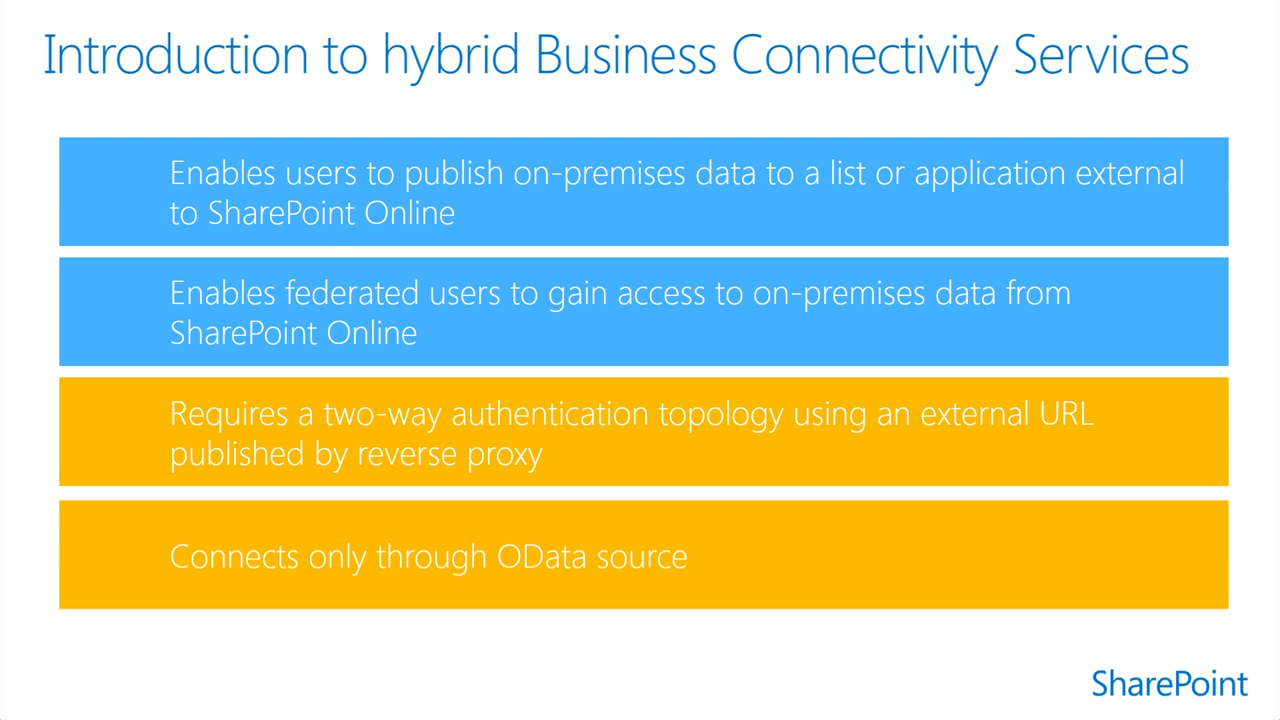 Introduction to hybrid Business Connectivity Services
Enables users to publish on-premises data to a list or application external
to SharePoint Online
Enables federated users to gain access to on-premises data from
SharePoint Online
Requires a two-way authentication topology using an external URL
published by reverse proxy
Connects only through OData source
SharePoint